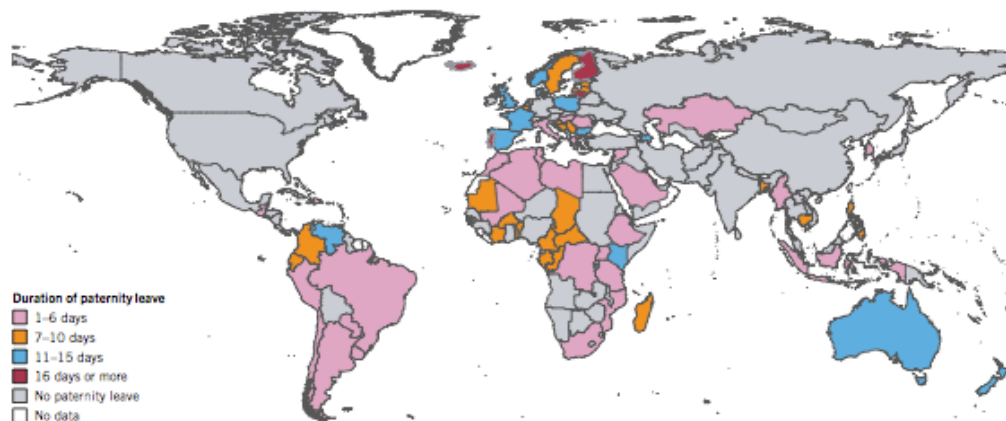 Duration of paternity leave
1–6 days
7–10 days
11–15 days
16 days or more
No paternity leave
No data